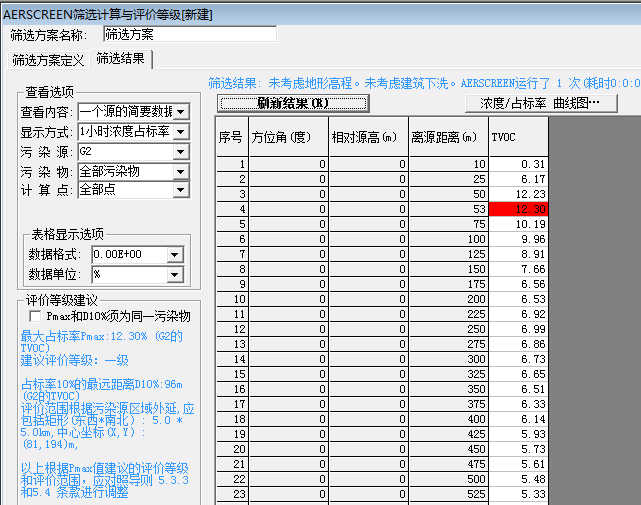 AERSCREEN筛选计算与评价等级[新建]
筛选方案名称: 筛选方案
筛选方案定义 筛选结果
筛选结果: 未考虑地形高程。未考虑建筑下洗。AERSCREEN运行了 1 次(耗时0:0:0
查看选项
查看内容: 一个源的简要数据
显示方式: 1小时浓度占标率
污 染 源: G2
污 染 物: 全部污染物
计 算 点: 全部点
表格显示选项
数据格式: 0.00E+00
数据单位: %
评价等级建议
Pmax和D10%须为同一污染物
最大占标率Pmax:12.30% (G2的
TVOC)
建议评价等级: 一级
占标率10%的最远距离D10%:96m
(G2的TVOC)
评价范围根据污染源区域外延,应
包括矩形(东西*南北): 5.0 *
5.0km,中心坐标(X,Y):
(81,194)m,
以上根据Pmax值建议的评价等级
和评价范围, 应对照导则 5.3.3
和5.4 条款进行调整
刷新结果(R) 浓度/占标率 曲线图…
序号 方位角(度) 相对源高(m) 离源距离(m) TVOC
1 0 0 10 0.31
2 0 0 25 6.17
3 0 0 50 12.23
4 0 0 53 12.30
5 0 0 75 10.19
6 0 0 100 9.96
7 0 0 125 8.91
8 0 0 150 7.66
9 0 0 175 6.56
10 0 0 200 6.53
11 0 0 225 6.92
12 0 0 250 6.99
13 0 0 275 6.86
14 0 0 300 6.73
15 0 0 325 6.65
16 0 0 350 6.51
17 0 0 375 6.33
18 0 0 400 6.14
19 0 0 425 5.93
20 0 0 450 5.73
21 0 0 475 5.61
22 0 0 500 5.48
23 0 0 525 5.33